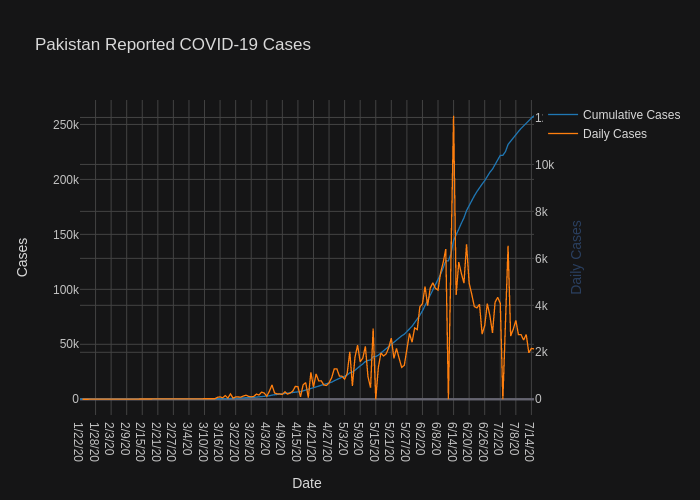 Pakistan Reported COVID-19 Cases
Cumulative Cases
Daily Cases
250k
200k
150k
100k
50k
0
Cases
10k
8k
6k
4k
2k
0
Daily Cases
1/22/20
1/28/20
2/3/20
2/9/20
2/15/20
2/21/20
2/27/20
3/4/20
3/10/20
3/16/20
3/22/20
3/28/20
4/3/20
4/9/20
4/15/20
4/21/20
4/27/20
5/3/20
5/9/20
5/15/20
5/21/20
5/27/20
6/2/20
6/8/20
6/14/20
6/20/20
6/26/20
7/2/20
7/8/20
7/14/20
Date